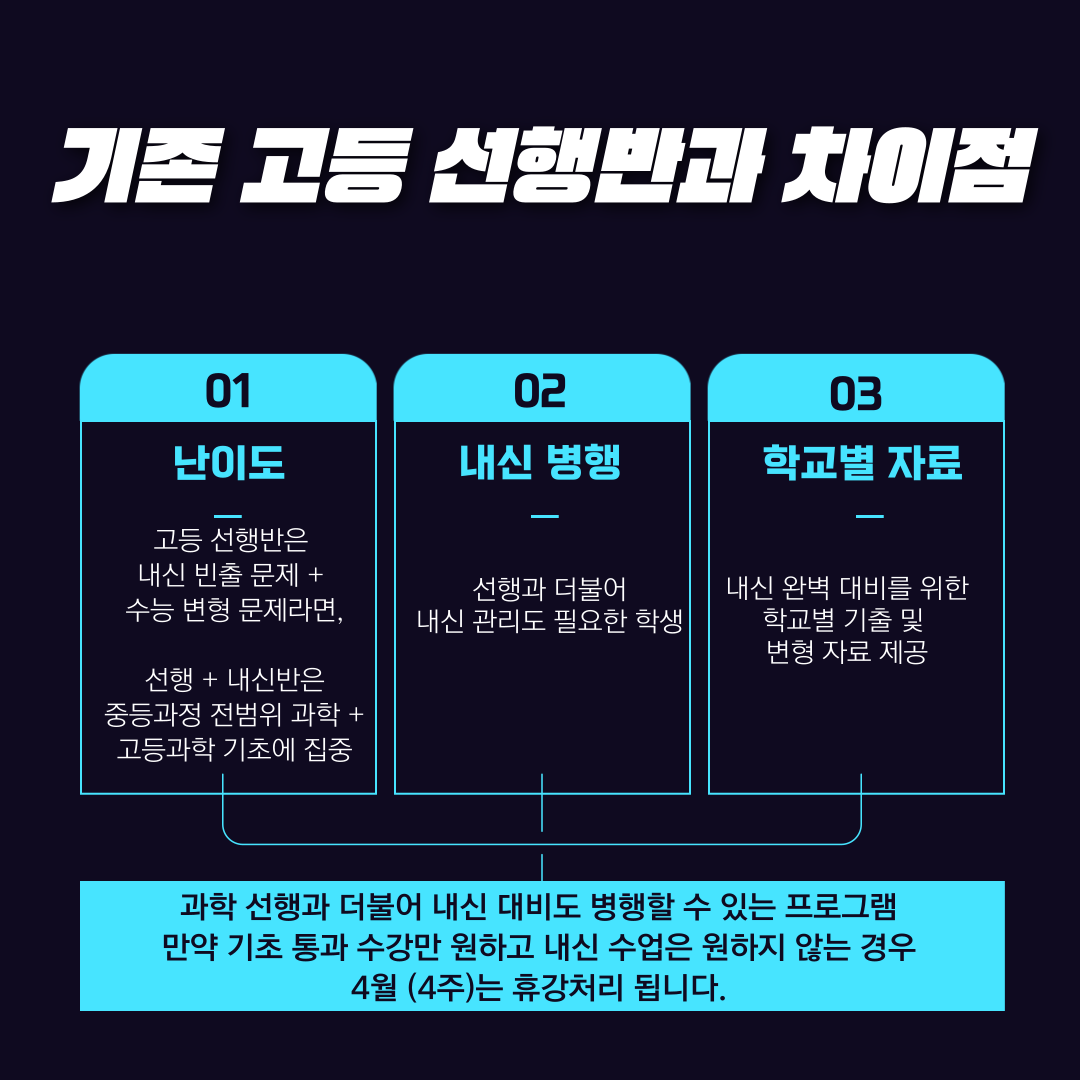 기존 고등 선행반과 차이점
01
난이도
고등 선행반은
내신 빈출 문제 +
수능 변형 문제라면,
선행 + 내신반은
중등과정 전범위 과학 +
고등과학 기초에 집중
02
내신 병행
선행과 더불어
내신 관리도 필요한 학생
03
학교별 자료
내신 완벽 대비를 위한
학교별 기출 및
변형 자료 제공
과학 선행과 더불어 내신 대비도 병행할 수 있는 프로그램
만약 기초 통과 수강만 원하고 내신 수업은 원하지 않는 경우
4월 (4주)는 휴강처리 됩니다.